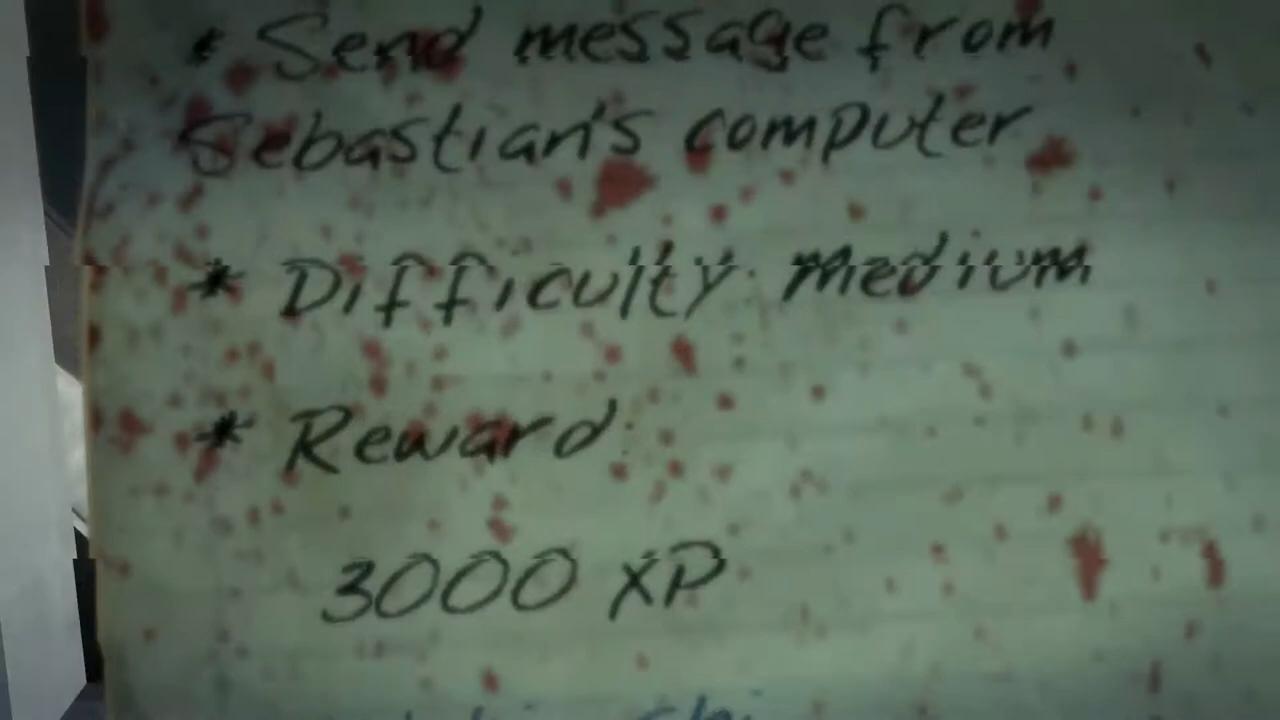 * Send message from
Sebastian's computer
* Difficulty: medium
* Reward:
3000 XP